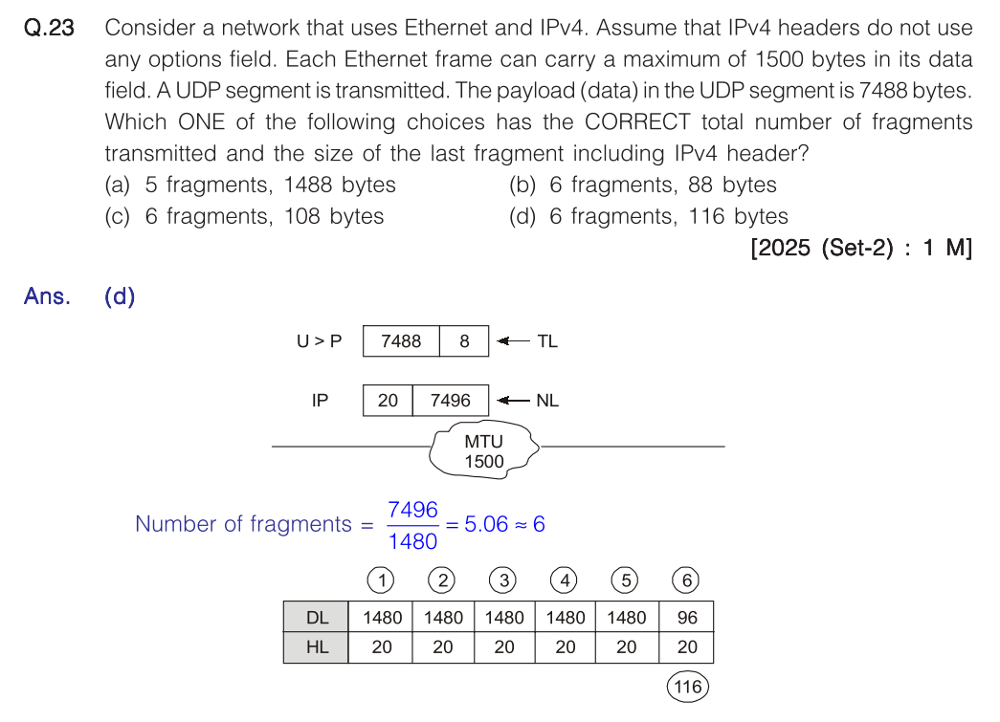 Q.23 Consider a network that uses Ethernet and IPv4. Assume that IPv4 headers do not use
any options field. Each Ethernet frame can carry a maximum of 1500 bytes in its data
field. A UDP segment is transmitted. The payload (data) in the UDP segment is 7488 bytes.
Which ONE of the following choices has the CORRECT total number of fragments
transmitted and the size of the last fragment including IPv4 header?
(a) 5 fragments, 1488 bytes (b) 6 fragments, 88 bytes
(c) 6 fragments, 108 bytes (d) 6 fragments, 116 bytes
[2025 (Set-2) : 1 M]
Ans. (d)
U > P 7488 8 TL
IP 20 7496 NL
MTU
1500
Number of fragments = 7496/1480 = 5.06 ≈ 6
1 2 3 4 5 6
DL 1480 1480 1480 1480 1480 96
HL 20 20 20 20 20 20
116